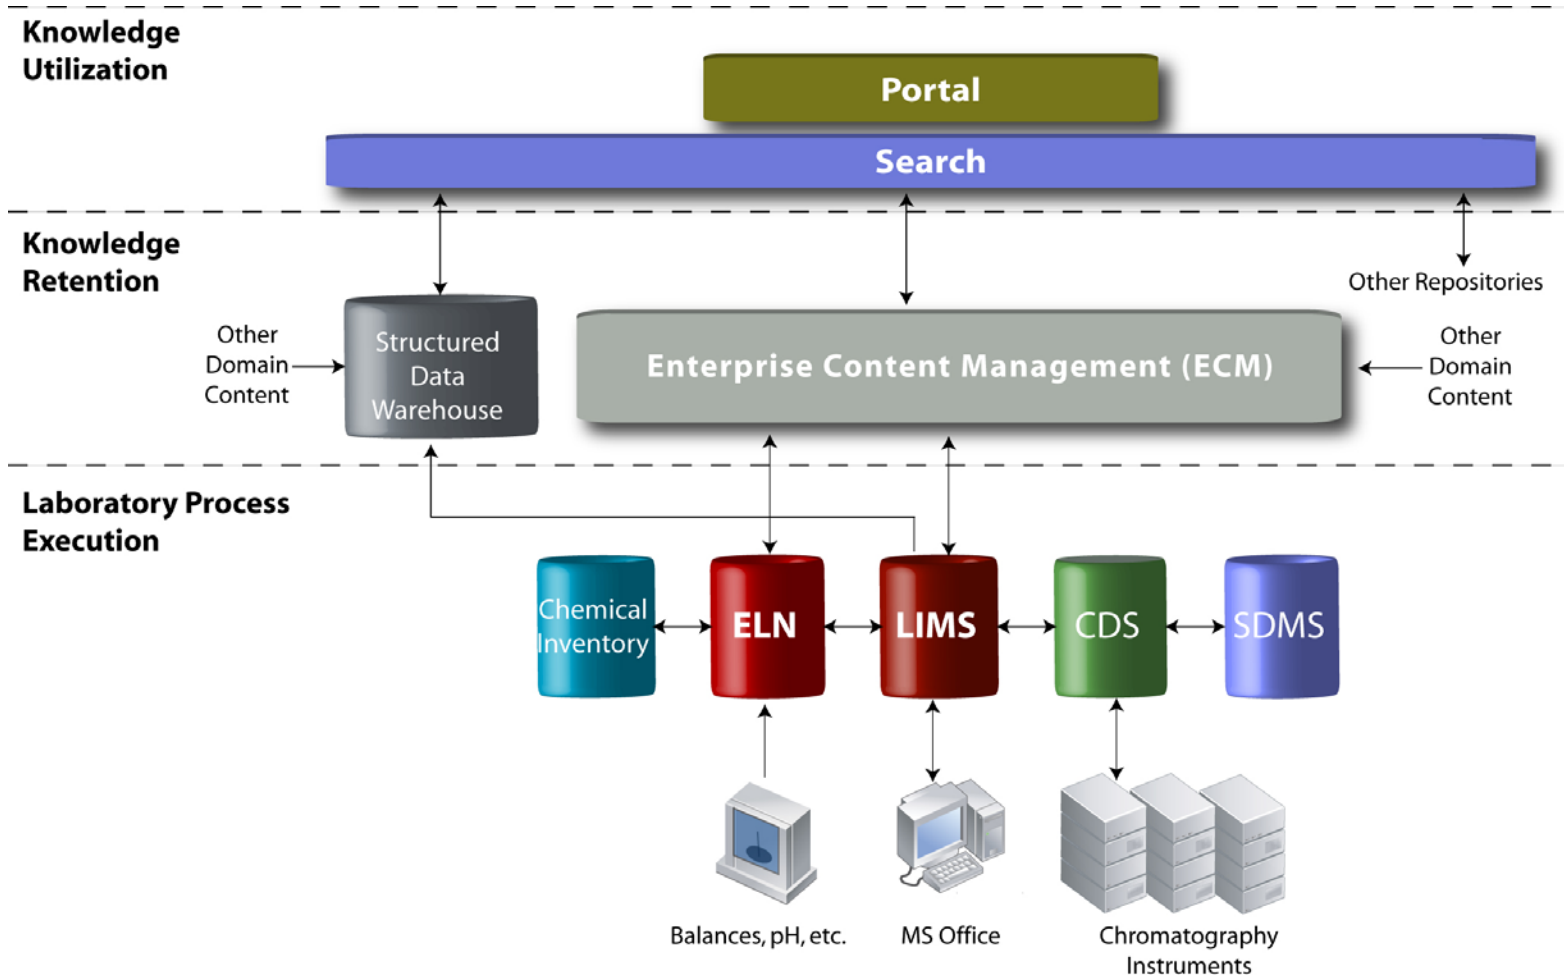 Knowledge
Utilization
Portal
Search
Knowledge
Retention
Other Repositories
Other
Domain
Content
Structured
Data
Warehouse
Enterprise Content Management (ECM)
Other
Domain
Content
Laboratory Process
Execution
Chemical
Inventory
ELN
LIMS
CDS
SDMS
Balances, pH, etc.
MS Office
Chromatography
Instruments